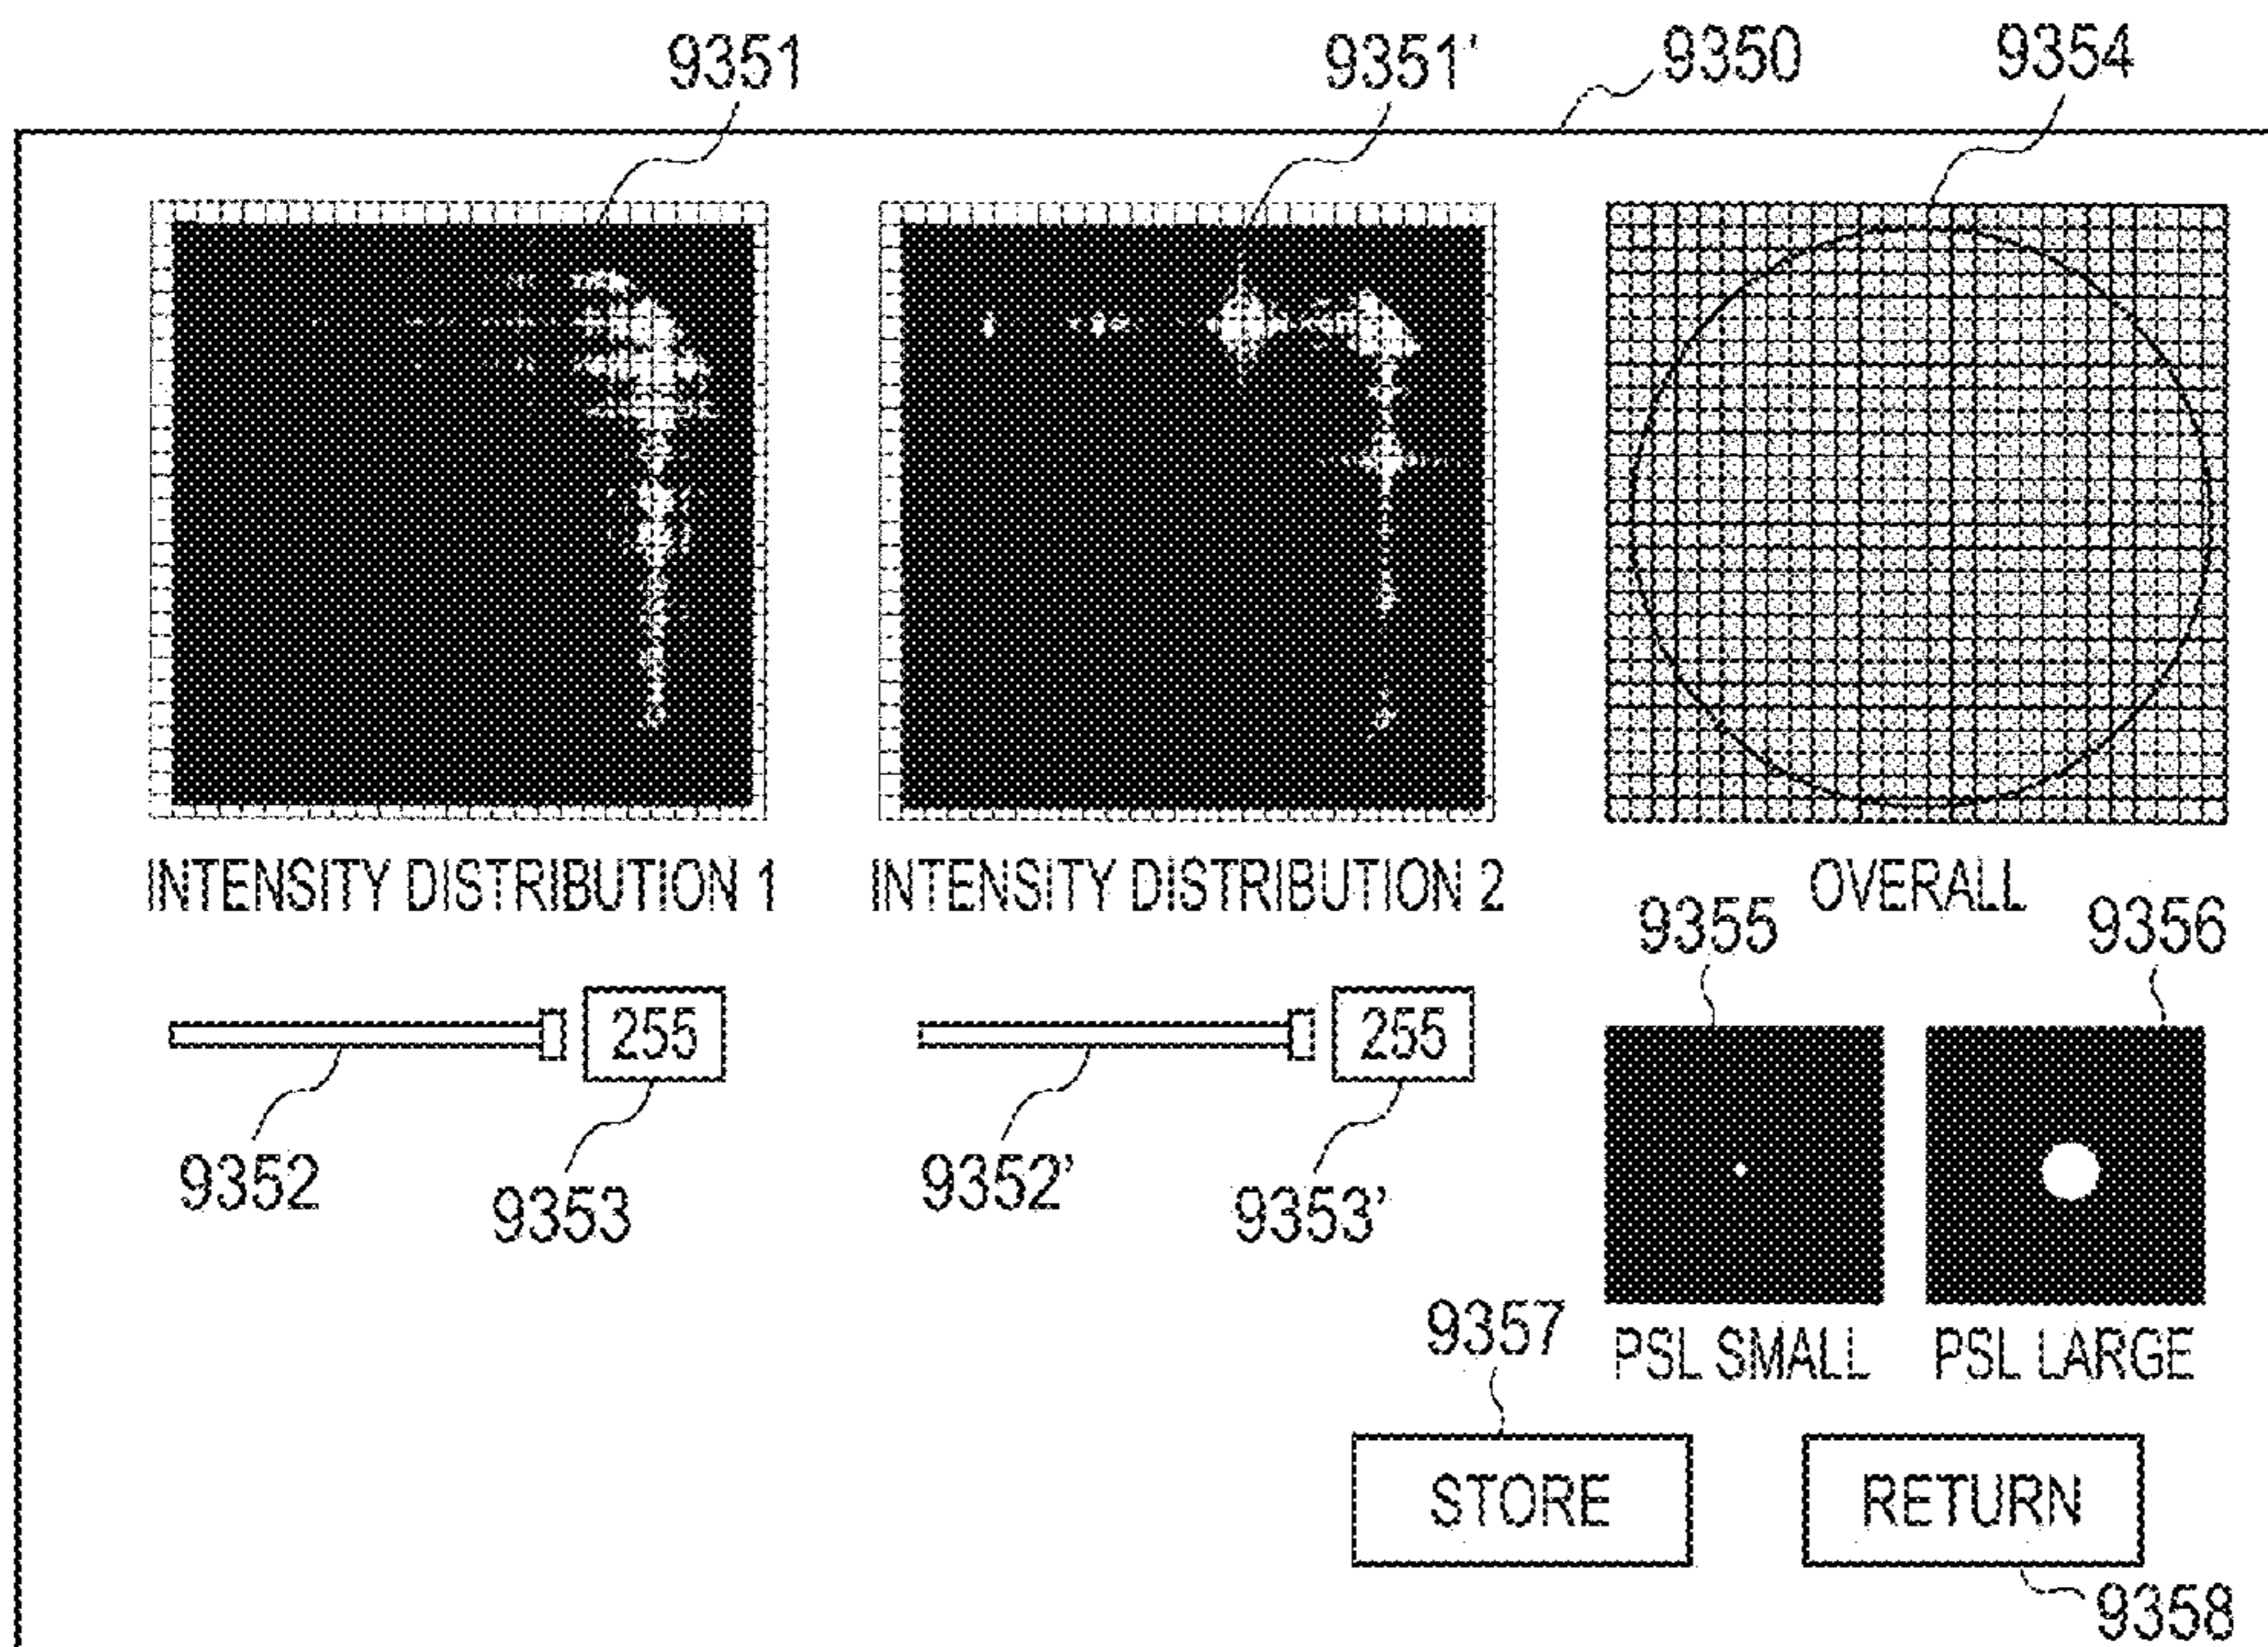 9351 9351' 9350 9354
INTENSITY DISTRIBUTION 1 INTENSITY DISTRIBUTION 2 OVERALL
9355 9356
255 255
9352 9353 9352' 9353'
PSL SMALL PSL LARGE
9357
STORE RETURN
9358